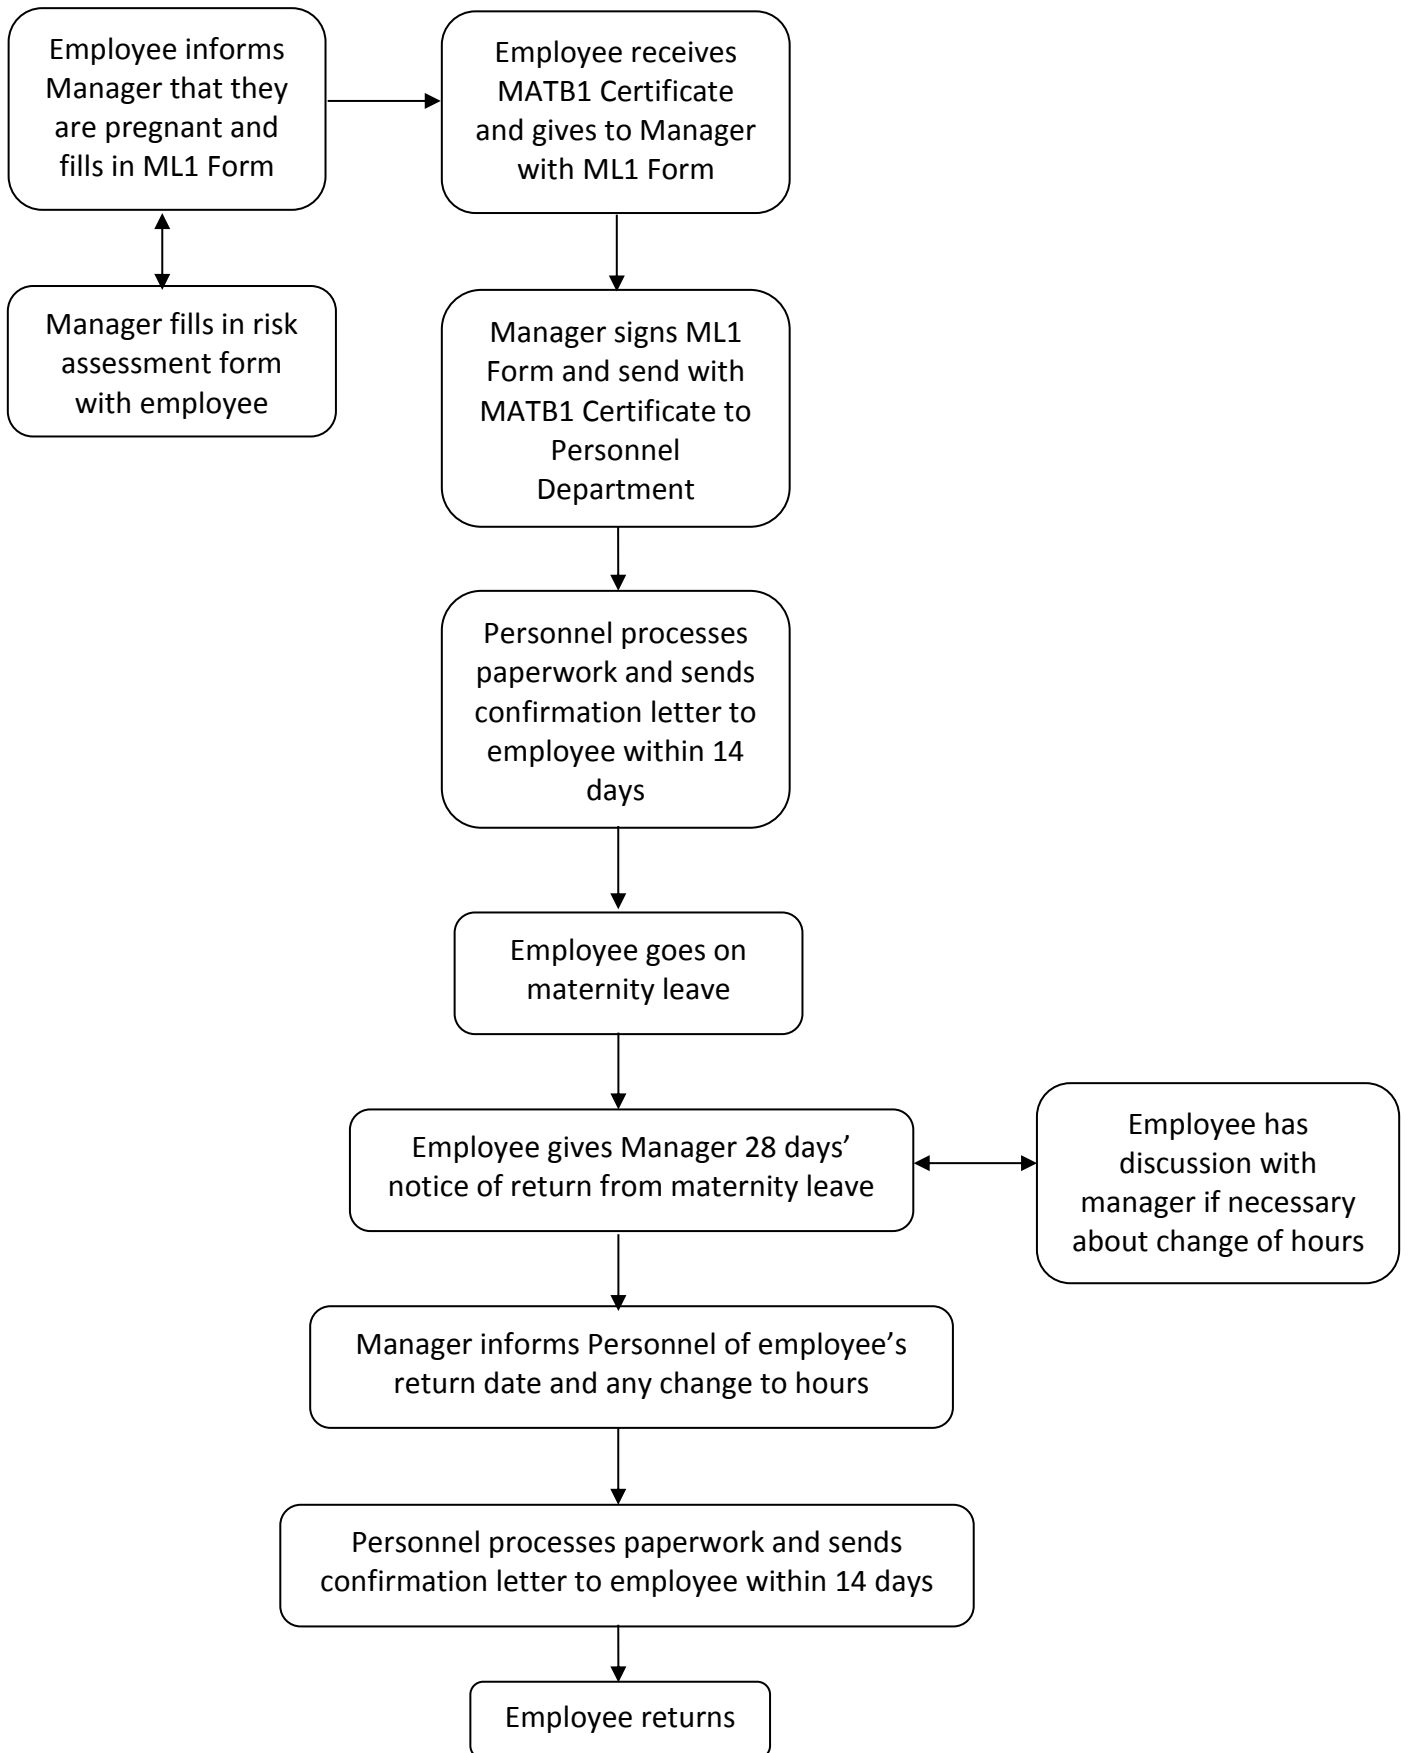 Employee informs
Manager that they
are pregnant and
fills in ML1 Form
Employee receives
MATB1 Certificate
and gives to Manager
with ML1 Form
Manager fills in risk
assessment form
with employee
Manager signs ML1
Form and send with
MATB1 Certificate to
Personnel
Department
Personnel processes
paperwork and sends
confirmation letter to
employee within 14
days
Employee goes on
maternity leave
Employee gives Manager 28 days’
notice of return from maternity leave
Employee has
discussion with
manager if necessary
about change of hours
Manager informs Personnel of employee’s
return date and any change to hours
Personnel processes paperwork and sends
confirmation letter to employee within 14 days
Employee returns